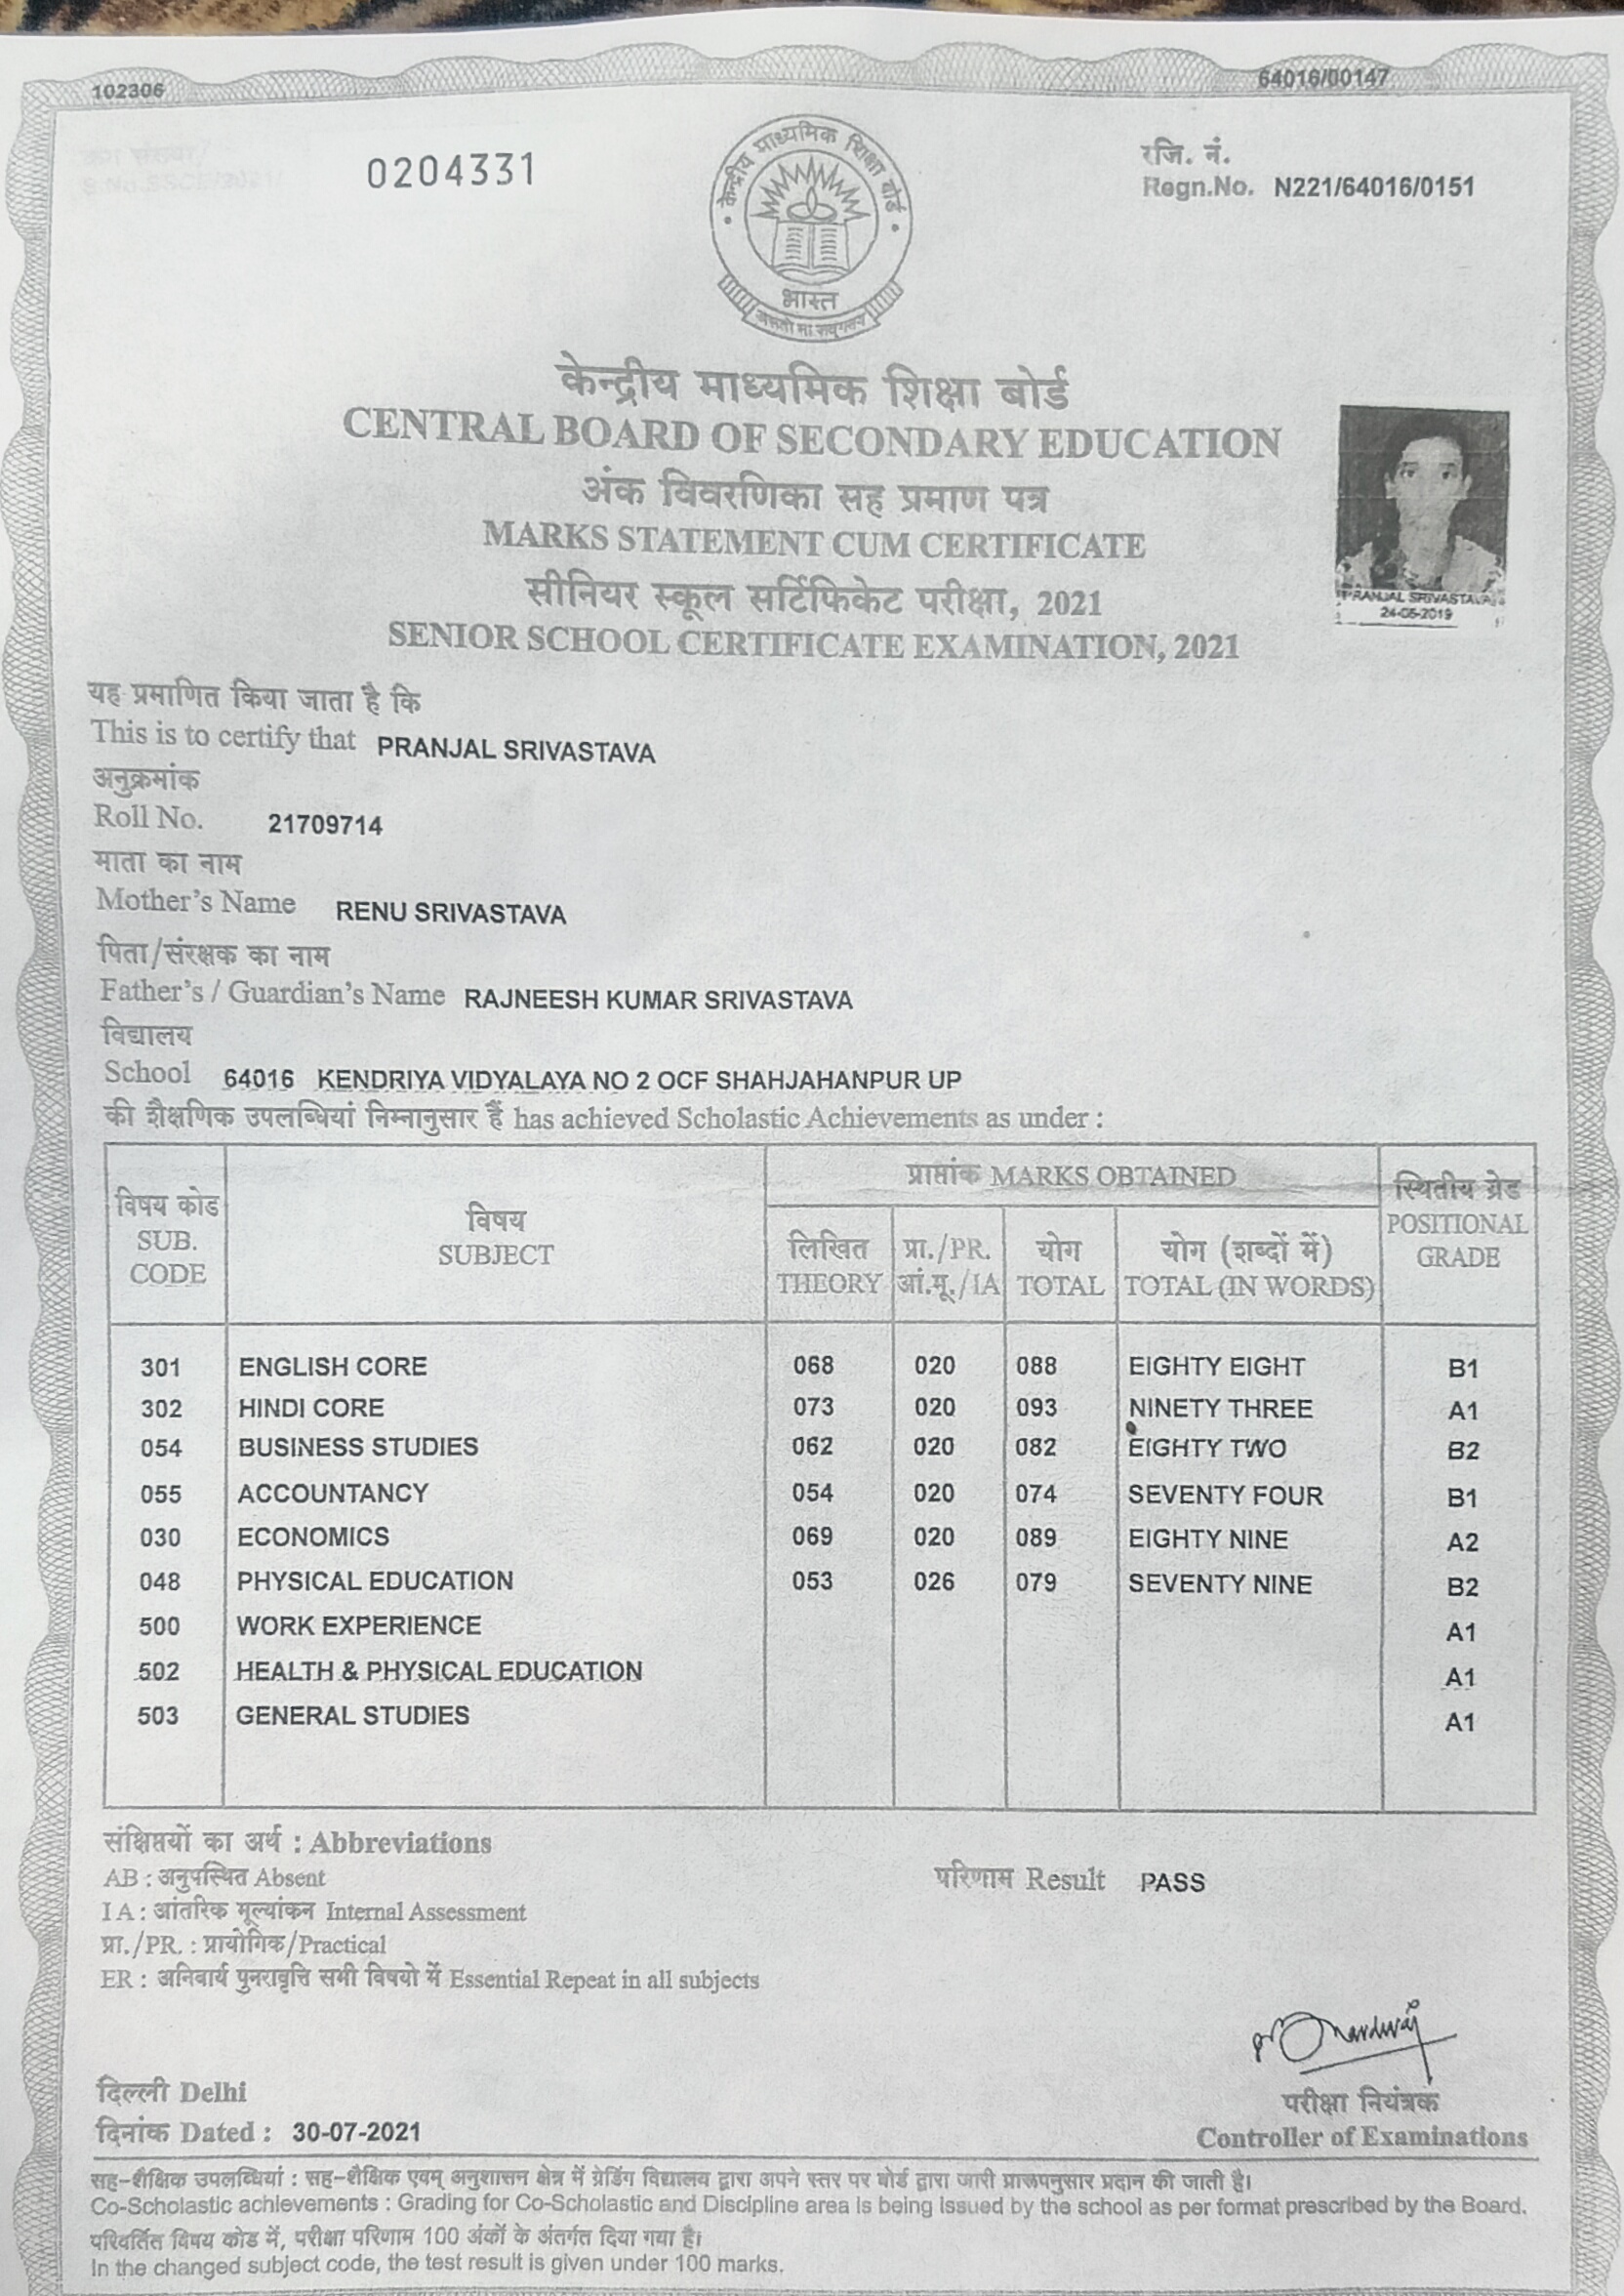 102306
64016/00147
0204331
रजि. नं.
Regn.No. N221/64016/0151
केन्द्रीय माध्यमिक शिक्षा बोर्ड
भारत
असतो मा सद्गमय
केन्द्रीय माध्यमिक शिक्षा बोर्ड
CENTRAL BOARD OF SECONDARY EDUCATION
अंक विवरणिका सह प्रमाण पत्र
MARKS STATEMENT CUM CERTIFICATE
सीनियर स्कूल सर्टिफिकेट परीक्षा, 2021
SENIOR SCHOOL CERTIFICATE EXAMINATION, 2021
PRANJAL SRIVASTAVA
24-05-2019
यह प्रमाणित किया जाता है कि
This is to certify that PRANJAL SRIVASTAVA
अनुक्रमांक
Roll No. 21709714
माता का नाम
Mother's Name RENU SRIVASTAVA
पिता/संरक्षक का नाम
Father's / Guardian's Name RAJNEESH KUMAR SRIVASTAVA
विद्यालय
School 64016 KENDRIYA VIDYALAYA NO 2 OCF SHAHJAHANPUR UP
की शैक्षणिक उपलब्धियां निम्नानुसार हैं has achieved Scholastic Achievements as under :
विषय कोड SUB. CODE विषय SUBJECT प्राप्तांक MARKS OBTAINED स्थितीय ग्रेड POSITIONAL GRADE
लिखित THEORY प्रा./PR. आं.मू./IA योग TOTAL योग (शब्दों में) TOTAL (IN WORDS)
301 ENGLISH CORE 068 020 088 EIGHTY EIGHT B1
302 HINDI CORE 073 020 093 NINETY THREE A1
054 BUSINESS STUDIES 062 020 082 EIGHTY TWO B2
055 ACCOUNTANCY 054 020 074 SEVENTY FOUR B1
030 ECONOMICS 069 020 089 EIGHTY NINE A2
048 PHYSICAL EDUCATION 053 026 079 SEVENTY NINE B2
500 WORK EXPERIENCE A1
502 HEALTH & PHYSICAL EDUCATION A1
503 GENERAL STUDIES A1
संक्षिप्तियों का अर्थ : Abbreviations
AB : अनुपस्थित Absent
परिणाम Result PASS
IA : आंतरिक मूल्यांकन Internal Assessment
प्रा./PR. : प्रायोगिक/Practical
ER : अनिवार्य पुनरावृत्ति सभी विषयो में Essential Repeat in all subjects
दिल्ली Delhi
दिनांक Dated : 30-07-2021
परीक्षा नियंत्रक
Controller of Examinations
सह-शैक्षिक उपलब्धियां : सह-शैक्षिक एवम् अनुशासन क्षेत्र में ग्रेडिंग विद्यालय द्वारा अपने स्तर पर बोर्ड द्वारा जारी प्रारूपनुसार प्रदान की जाती है।
Co-Scholastic achievements : Grading for Co-Scholastic and Discipline area is being issued by the school as per format prescribed by the Board.
परिवर्तित विषय कोड में, परीक्षा परिणाम 100 अंकों के अंतर्गत दिया गया है।
In the changed subject code, the test result is given under 100 marks.